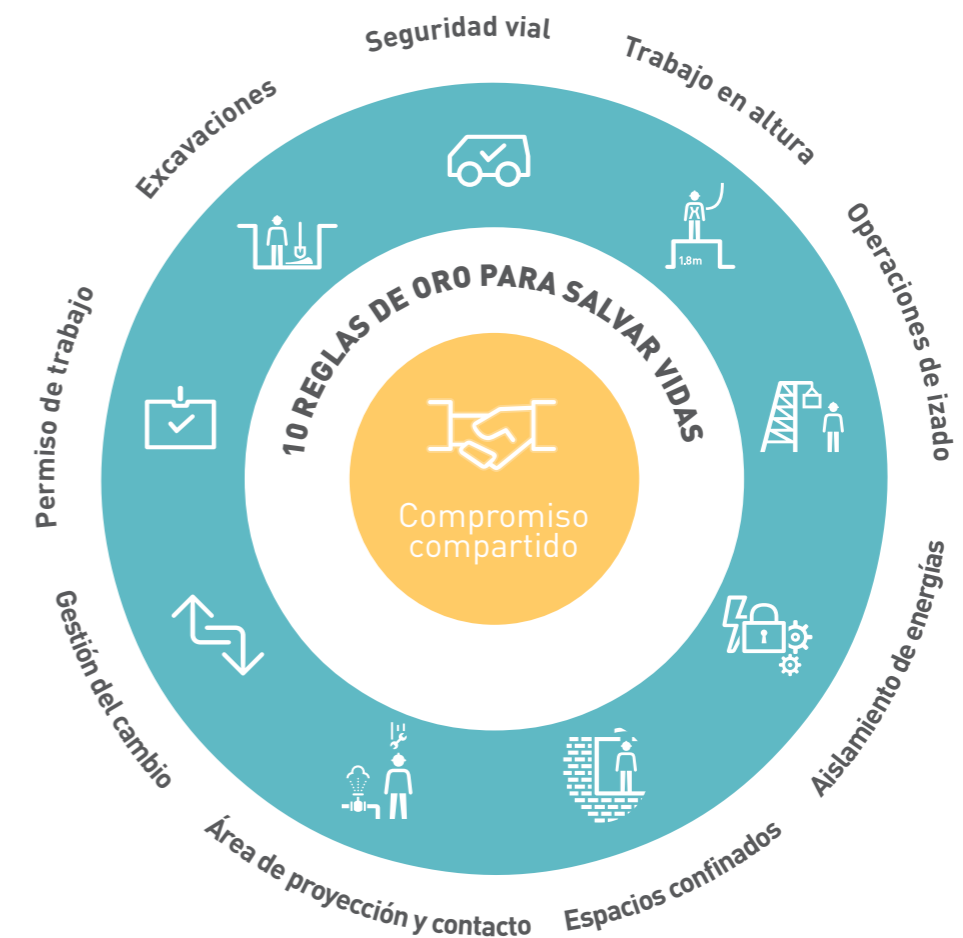 Seguridad vial
Trabajo en altura
Operaciones de izado
Aislamiento de energías
Espacios confinados
Área de proyección y contacto
Gestión del cambio
Permiso de trabajo
Excavaciones
1.8m
10 REGLAS DE ORO PARA SALVAR VIDAS
Compromiso
compartido